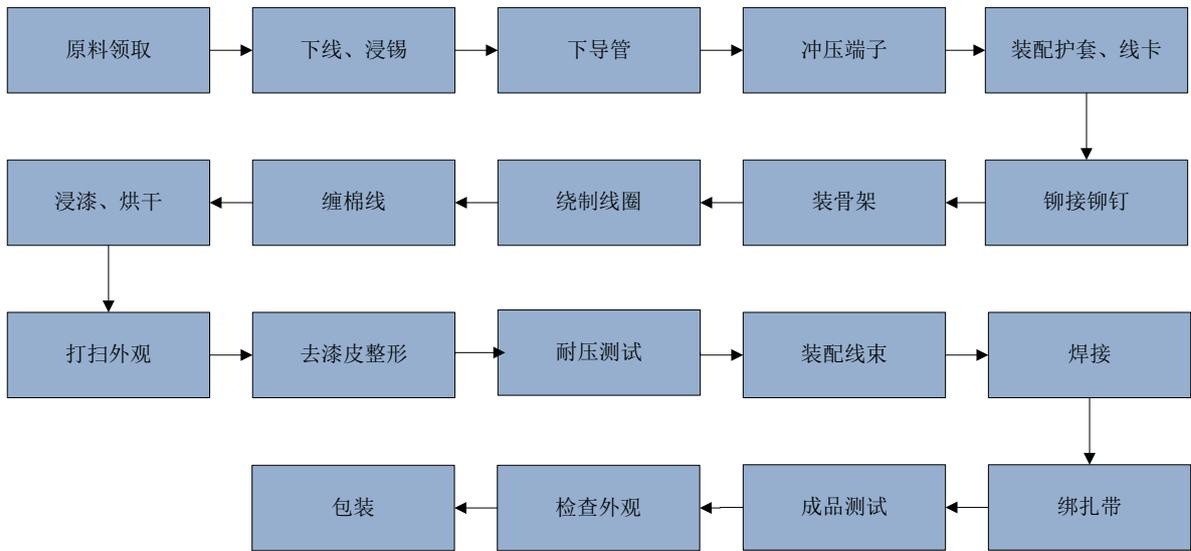 原料领取
下线、浸锡
下导管
冲压端子
装配护套、线卡
铆接铆钉
装骨架
绕制线圈
缠棉线
浸漆、烘干
打扫外观
去漆皮整形
耐压测试
装配线束
焊接
绑扎带
成品测试
检查外观
包装